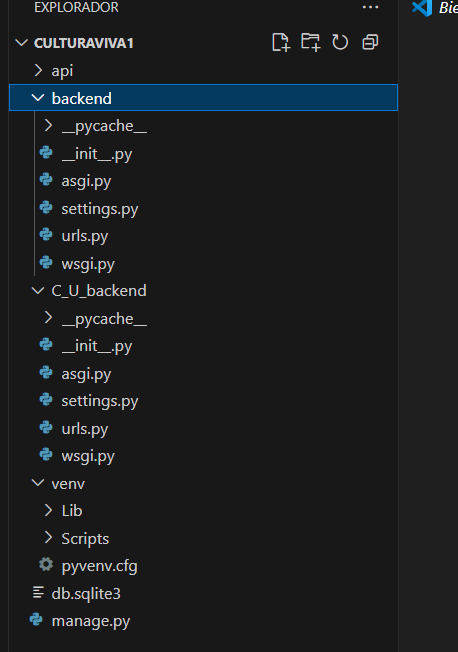 EXPLORADOR ...
Bie
CULTURAVIVA1
api
backend
__pycache__
__init__.py
asgi.py
settings.py
urls.py
wsgi.py
C_U_backend
__pycache__
__init__.py
asgi.py
settings.py
urls.py
wsgi.py
venv
Lib
Scripts
pyvenv.cfg
db.sqlite3
manage.py